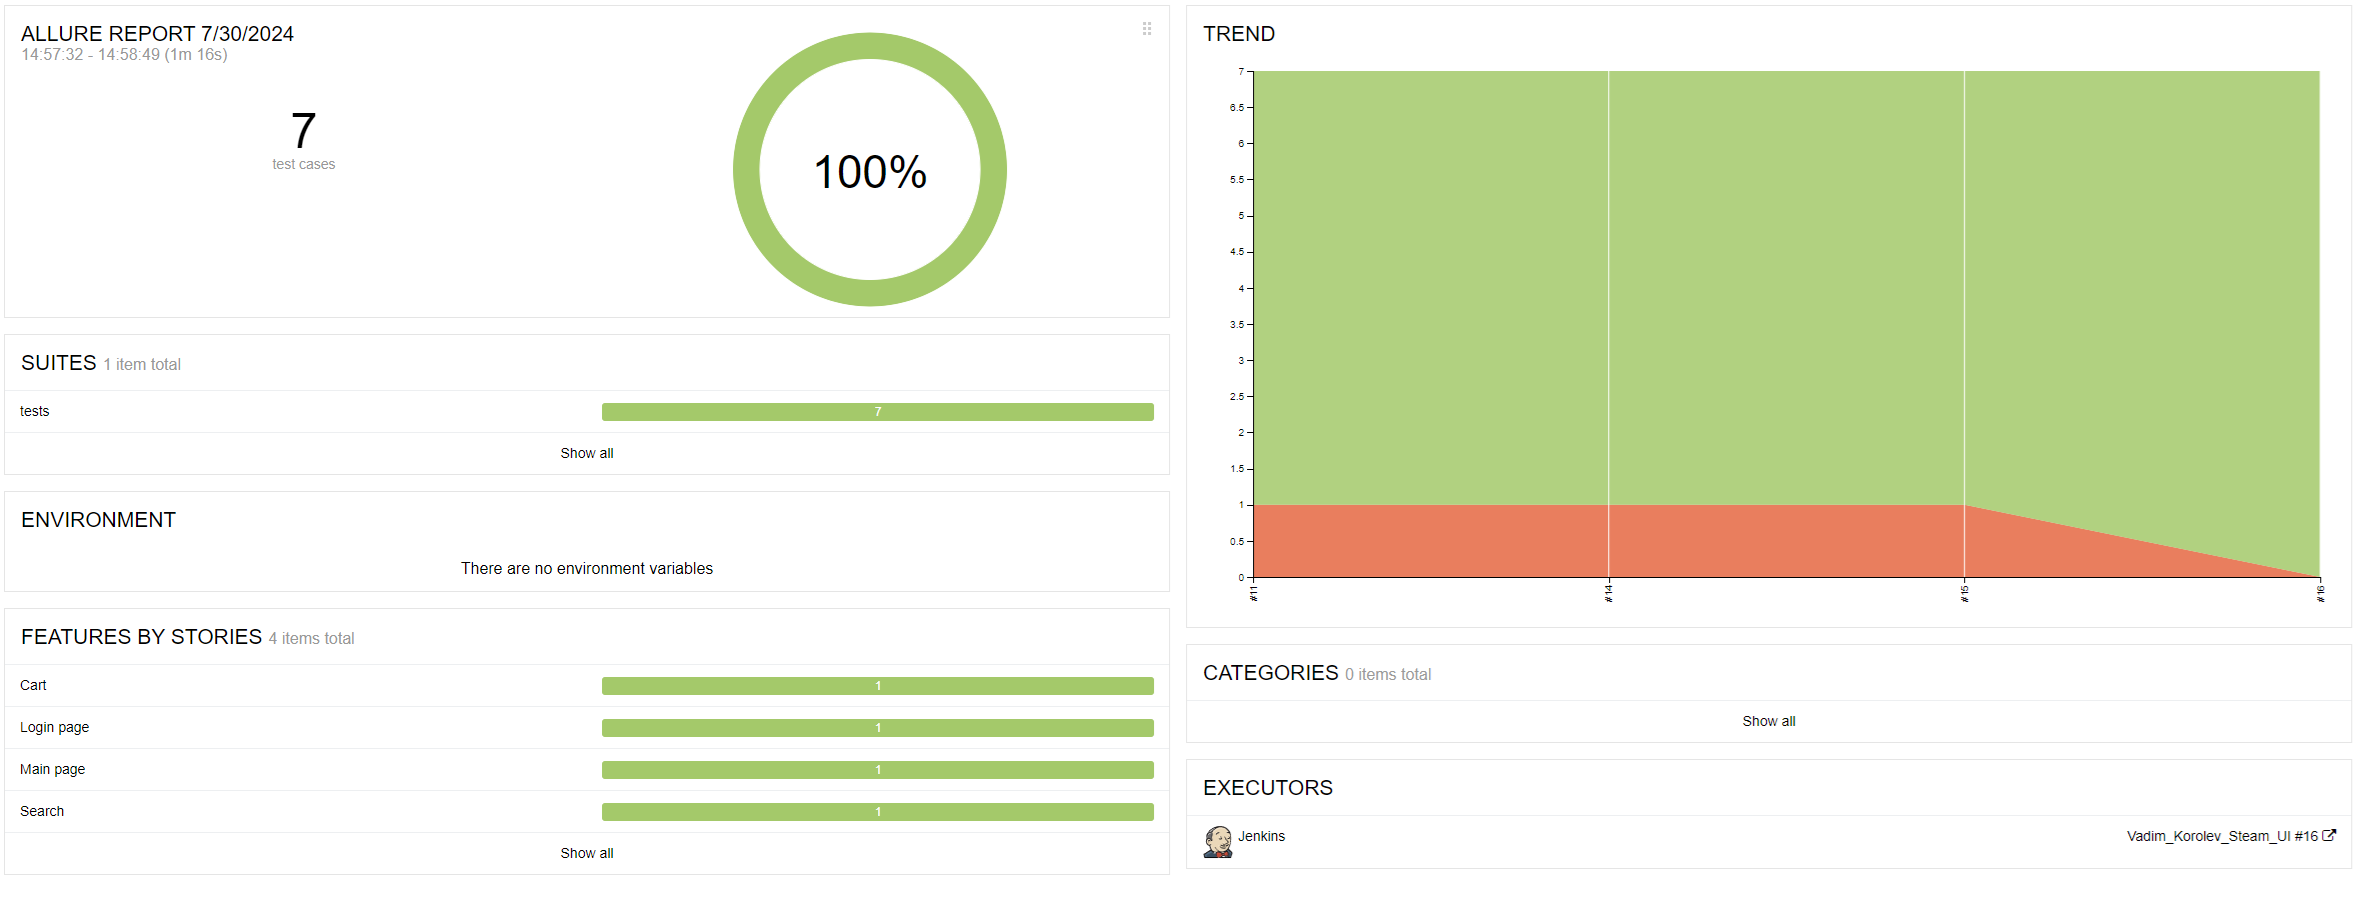 ALLURE REPORT 7/30/2024
14:57:32 - 14:58:49 (1m 16s)
7
test cases
100%
SUITES 1 item total
tests 7
Show all
ENVIRONMENT
There are no environment variables
FEATURES BY STORIES 4 items total
Cart 1
Login page 1
Main page 1
Search 1
Show all
TREND
7
6.5
6
5.5
5
4.5
4
3.5
3
2.5
2
1.5
1
0.5
0
#11 #14 #15 #16
CATEGORIES 0 items total
Show all
EXECUTORS
Jenkins Vadim_Korolev_Steam_UI #16